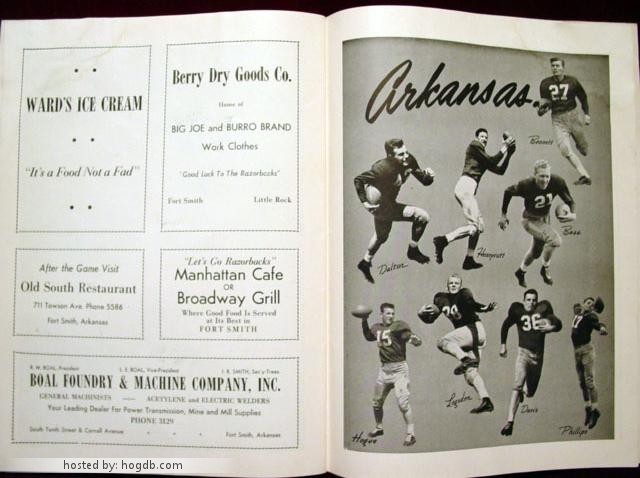 WARD'S ICE CREAM
"It's a Food Not a Fad"
Berry Dry Goods Co.
Home of
BIG JOE and BURRO BRAND
Work Clothes
"Good Luck To The Razorbacks"
Fort Smith Little Rock
After the Game Visit
Old South Restaurant
711 Towson Ave. Phone 5586
Fort Smith, Arkansas
"Let's Go Razorbacks"
Manhattan Cafe
OR
Broadway Grill
Where Good Food Is Served
at Its Best in
FORT SMITH
R. W. BOAL, President L. E. BOAL, Vice-President J. R. SMITH, Sec'y-Treas.
BOAL FOUNDRY & MACHINE COMPANY, INC.
GENERAL MACHINISTS — ACETYLENE and ELECTRIC WELDERS
Your Leading Dealer For Power Transmission, Mine and Mill Supplies
PHONE 3129
South Tenth Street & Carnall Avenue Fort Smith, Arkansas
hosted by: hogdb.com
Arkansas
27
Bennett
21
Bass
Dalton
Honeycutt
15
Hogue
24
Logsdon
36
Davis
Phillips